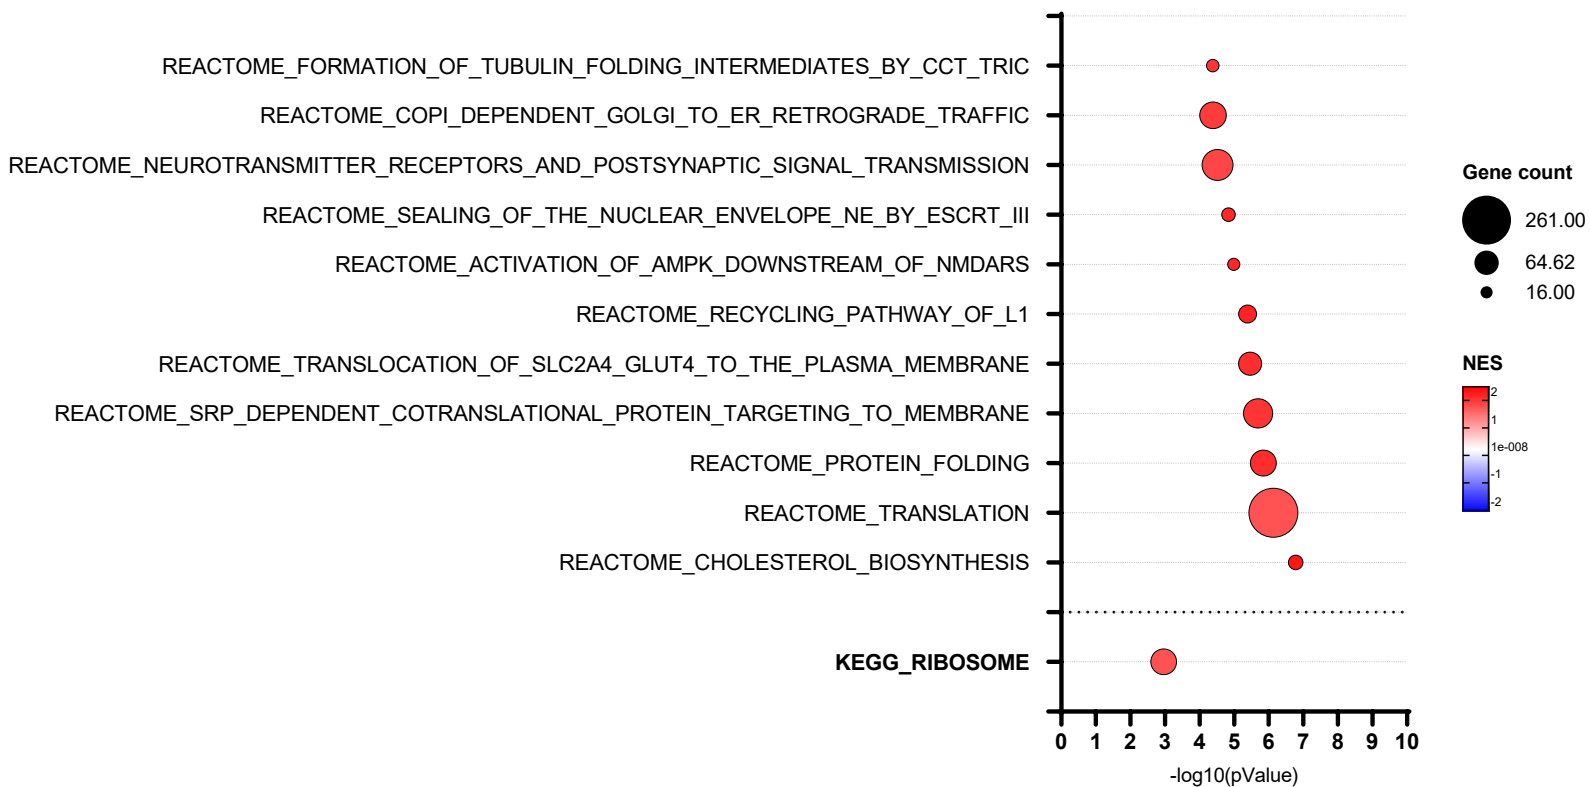 REACTOME_FORMATION_OF_TUBULIN_FOLDING_INTERMEDIATES_BY_CCT_TRIC
REACTOME_COPI_DEPENDENT_GOLGI_TO_ER_RETROGRADE_TRAFFIC
REACTOME_NEUROTRANSMITTER_RECEPTORS_AND_POSTSYNAPTIC_SIGNAL_TRANSMISSION
REACTOME_SEALING_OF_THE_NUCLEAR_ENVELOPE_NE_BY_ESCRT_III
REACTOME_ACTIVATION_OF_AMPK_DOWNSTREAM_OF_NMDARS
REACTOME_RECYCLING_PATHWAY_OF_L1
REACTOME_TRANSLOCATION_OF_SLC2A4_GLUT4_TO_THE_PLASMA_MEMBRANE
REACTOME_SRP_DEPENDENT_COTRANSLATIONAL_PROTEIN_TARGETING_TO_MEMBRANE
REACTOME_PROTEIN_FOLDING
REACTOME_TRANSLATION
REACTOME_CHOLESTEROL_BIOSYNTHESIS
KEGG_RIBOSOME
0 1 2 3 4 5 6 7 8 9 10
-log10(pValue)
Gene count
261.00
64.62
16.00
NES
2
1
1e-008
-1
-2